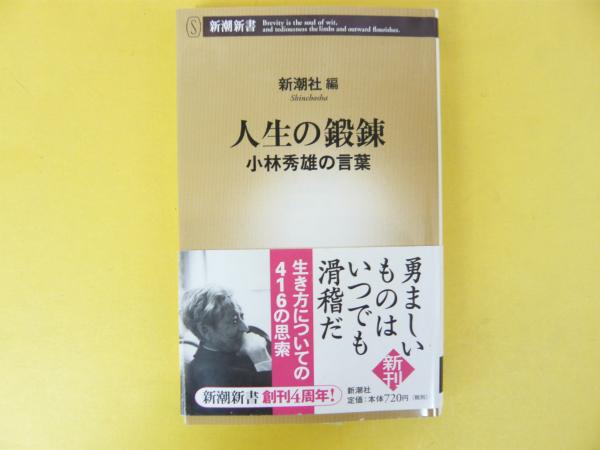 S
新潮新書
Brevity is the soul of wit,
and tediousness the limbs and outward flourishes.
新潮社 編
Shinchosha
人生の鍛錬
小林秀雄の言葉
勇ましい
ものは
いつでも
滑稽だ
生き方についての
416の思索
新刊
新潮新書 創刊4周年!
新潮社
定価:本体720円(税別)